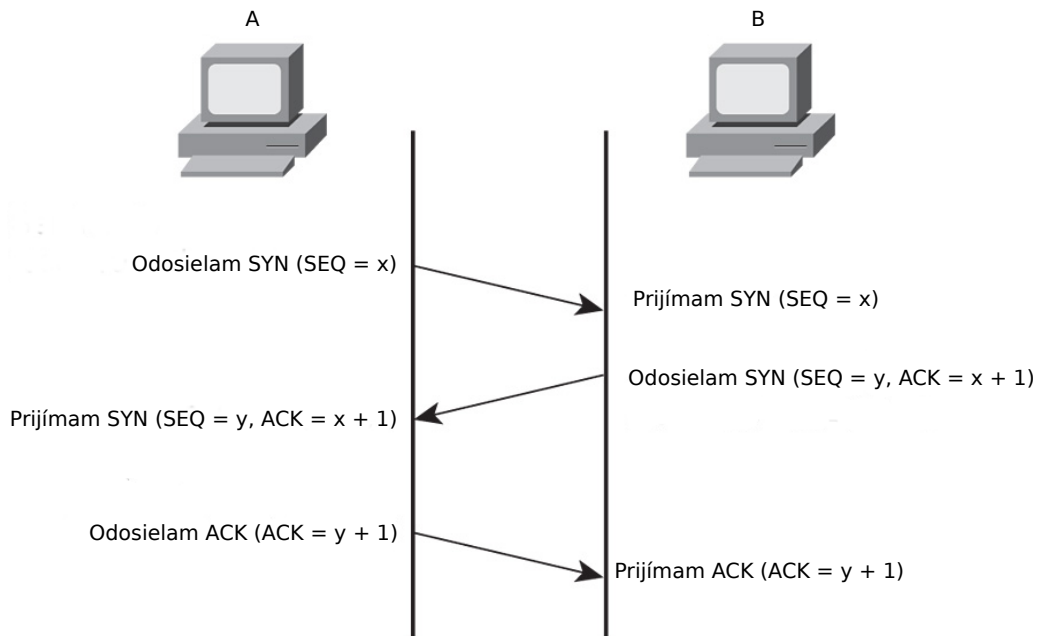 A
B
Odosielam SYN (SEQ = x)
Prijímam SYN (SEQ = x)
Odosielam SYN (SEQ = y, ACK = x + 1)
Prijímam SYN (SEQ = y, ACK = x + 1)
Odosielam ACK (ACK = y + 1)
Prijímam ACK (ACK = y + 1)